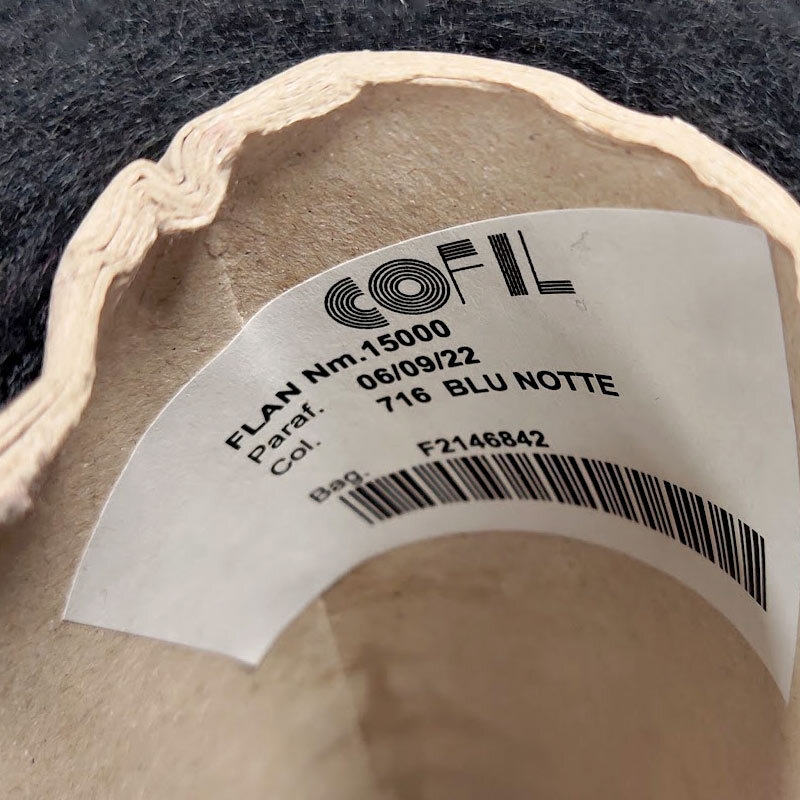 COFIL
FLAN Nm.15000
Paraf. 06/09/22
Col. 716 BLU NOTTE
Bag. F2146842